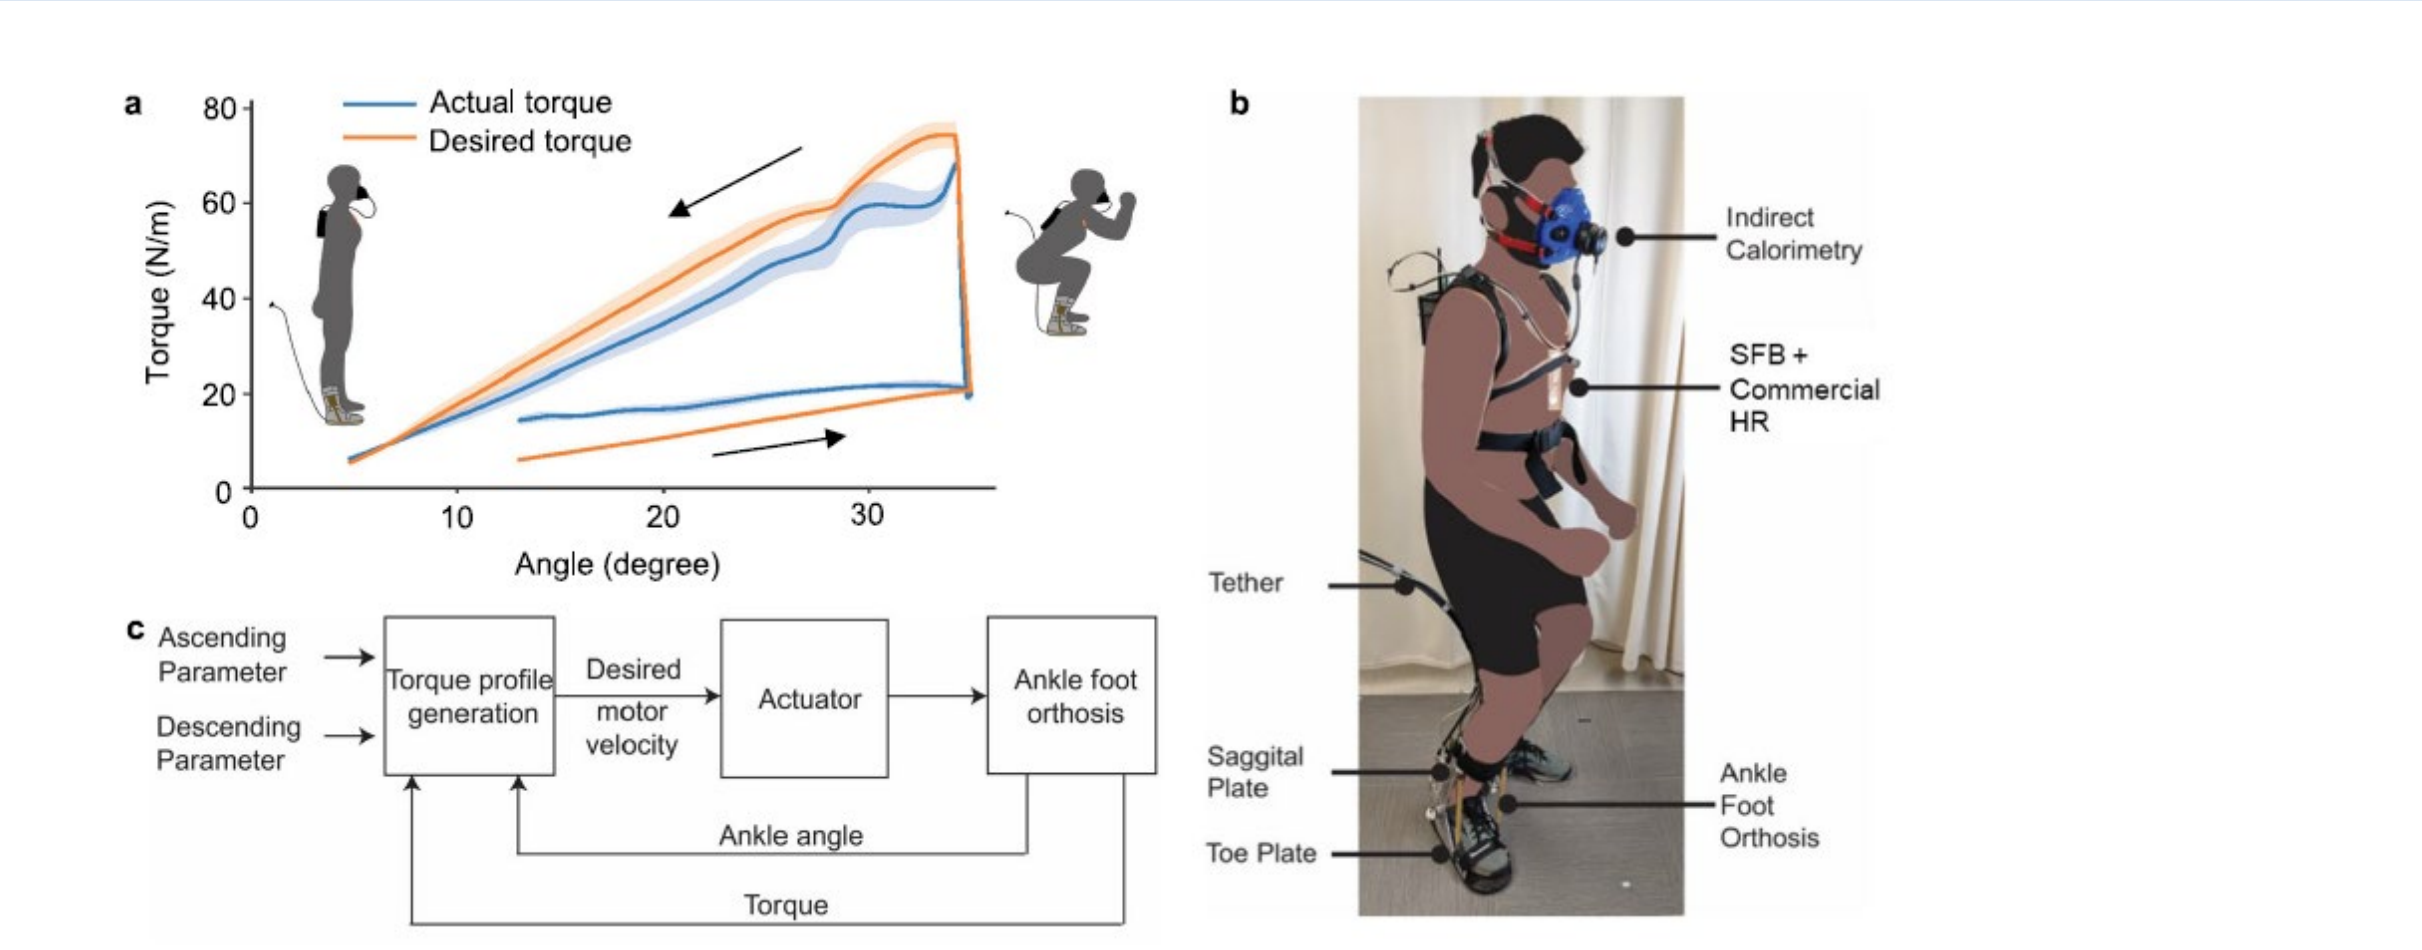 a
Actual torque
Desired torque
80
60
40
20
0
Torque (N/m)
0
10
20
30
Angle (degree)
b
Indirect
Calorimetry
SFB +
Commercial
HR
Tether
Saggital
Plate
Toe Plate
Ankle
Foot
Orthosis
c
Ascending
Parameter
Descending
Parameter
Torque profile
generation
Desired
motor
velocity
Actuator
Ankle foot
orthosis
Ankle angle
Torque